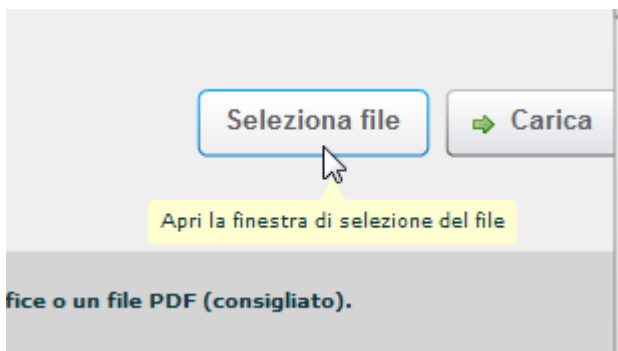 Seleziona file
Carica
Apri la finestra di selezione del file
fice o un file PDF (consigliato).